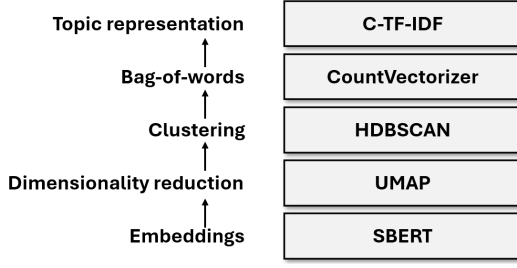 Topic representation C-TF-IDF
Bag-of-words CountVectorizer
Clustering HDBSCAN
Dimensionality reduction UMAP
Embeddings SBERT